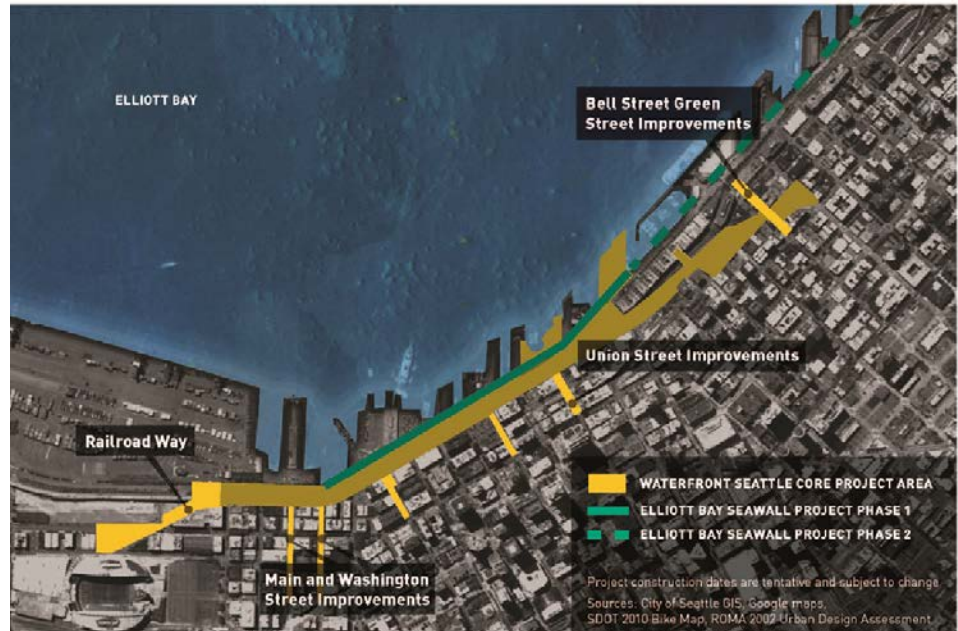 ELLIOTT BAY
Bell Street Green
Street Improvements
Union Street Improvements
Railroad Way
Main and Washington
Street Improvements
WATERFRONT SEATTLE CORE PROJECT AREA
ELLIOTT BAY SEAWALL PROJECT PHASE 1
ELLIOTT BAY SEAWALL PROJECT PHASE 2
Project construction dates are tentative and subject to change
Sources: City of Seattle GIS, Google maps,
SDOT 2010 Bike Map, ROMA 2002 Urban Design Assessment